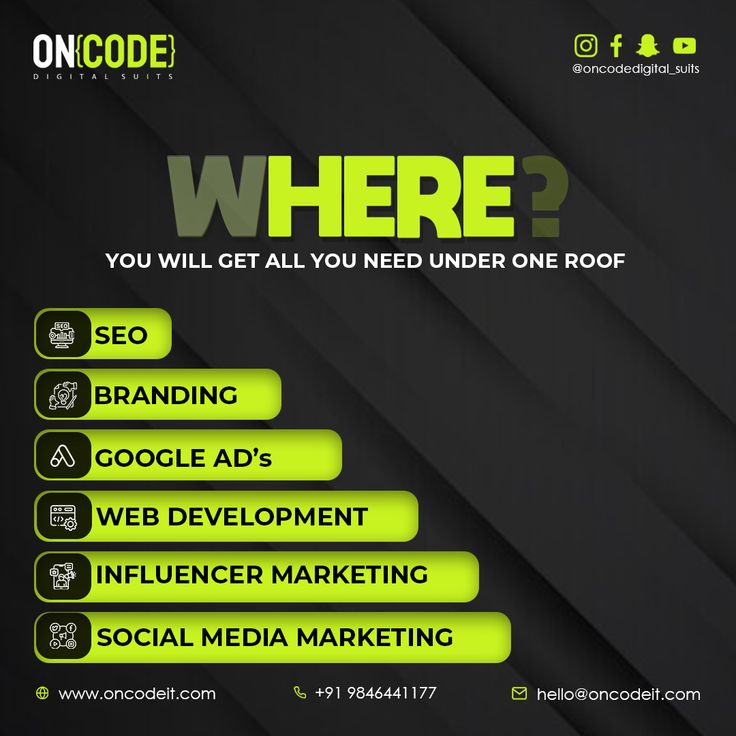 ON{CODE}
DIGITAL SUITS
@oncodedigital_suits
WHERE?
YOU WILL GET ALL YOU NEED UNDER ONE ROOF
SEO
SEO
BRANDING
GOOGLE AD’s
WEB DEVELOPMENT
INFLUENCER MARKETING
SOCIAL MEDIA MARKETING
www.oncodeit.com
+91 9846441177
hello@oncodeit.com